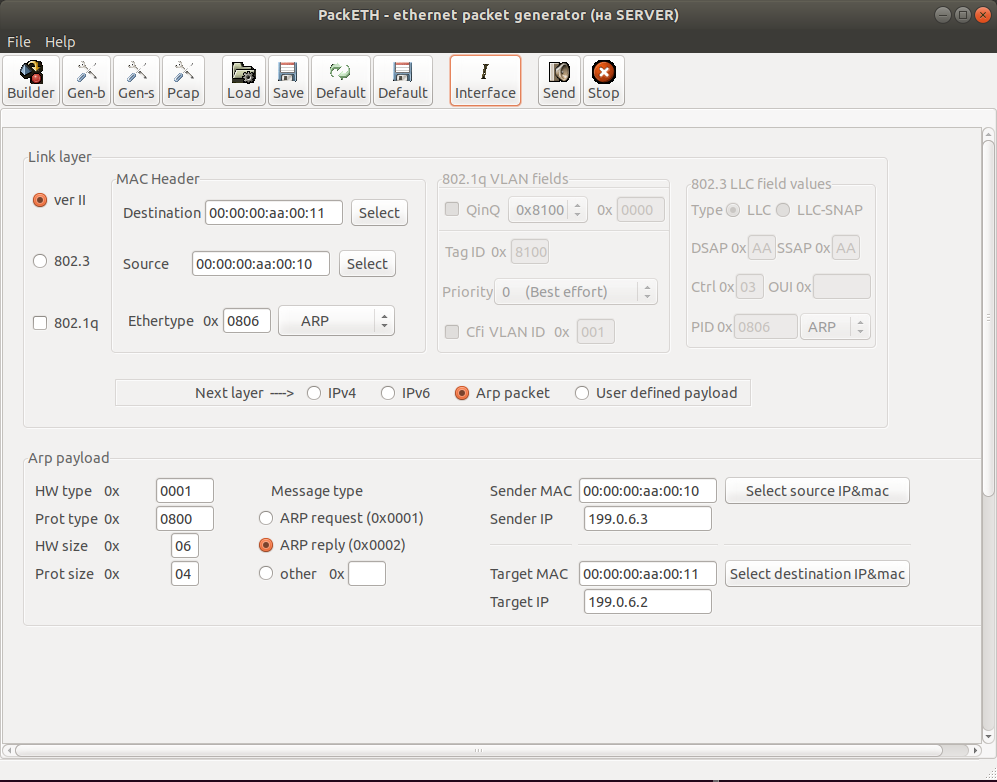 PackETH - ethernet packet generator (на SERVER)
File Help
Builder Gen-b Gen-s Pcap Load Save Default Default Interface Send Stop
Link layer
MAC Header
802.1q VLAN fields
802.3 LLC field values
ver II
Destination 00:00:00:aa:00:11 Select
QinQ 0x8100 0x 0000
Type LLC LLC-SNAP
Tag ID 0x 8100
DSAP 0x AA SSAP 0x AA
802.3
Source 00:00:00:aa:00:10 Select
Priority 0 (Best effort)
Ctrl 0x 03 OUI 0x
802.1q
Ethertype 0x 0806 ARP
Cfi VLAN ID 0x 001
PID 0x 0806 ARP
Next layer ----> IPv4 IPv6 Arp packet User defined payload
Arp payload
HW type 0x 0001
Message type
Sender MAC 00:00:00:aa:00:10 Select source IP&mac
Prot type 0x 0800
ARP request (0x0001)
Sender IP 199.0.6.3
HW size 0x 06
ARP reply (0x0002)
Prot size 0x 04
other 0x
Target MAC 00:00:00:aa:00:11 Select destination IP&mac
Target IP 199.0.6.2